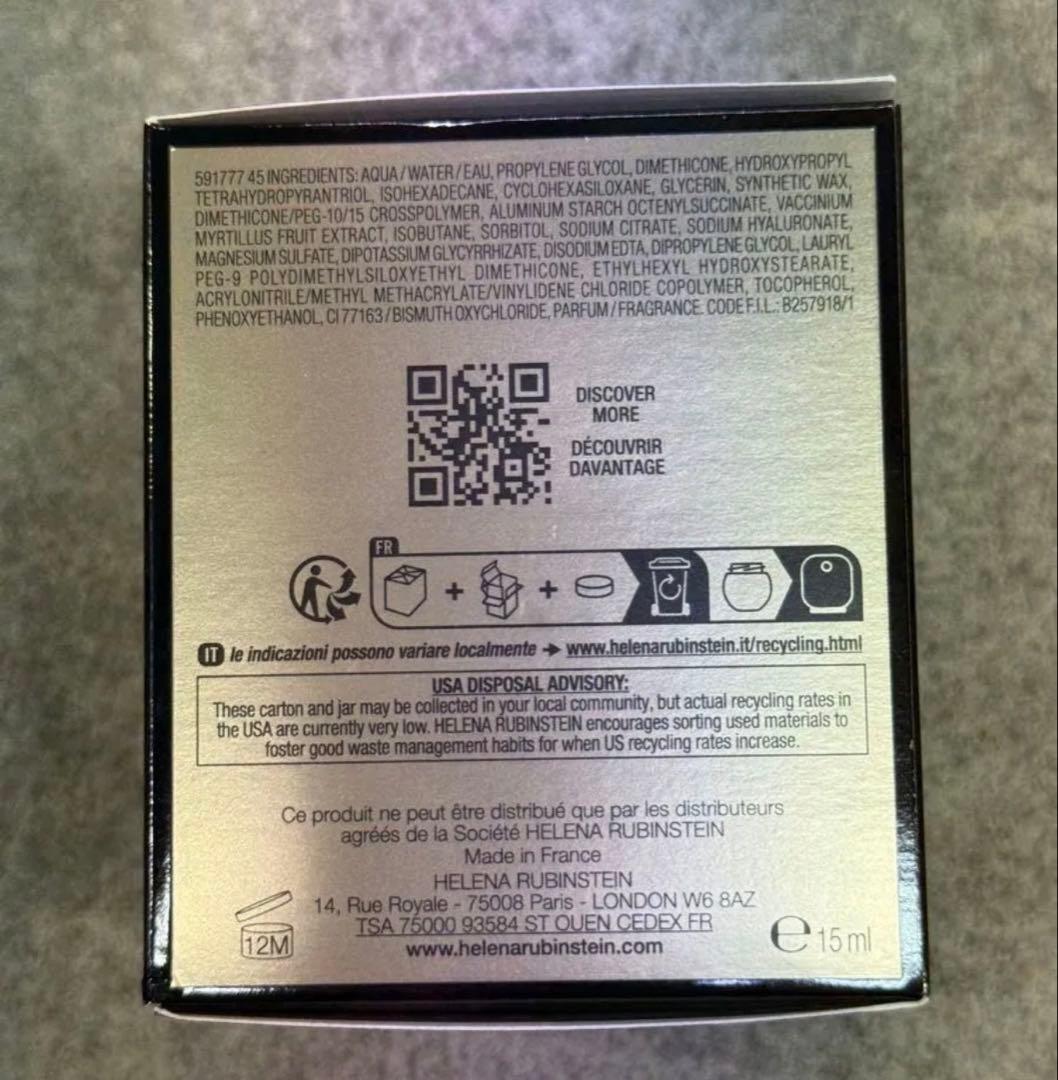 591777 45 INGREDIENTS: AQUA / WATER / EAU, PROPYLENE GLYCOL, DIMETHICONE, HYDROXYPROPYL
TETRAHYDROPYRANTRIOL, ISOHEXADECANE, CYCLOHEXASILOXANE, GLYCERIN, SYNTHETIC WAX,
DIMETHICONE/PEG-10/15 CROSSPOLYMER, ALUMINUM STARCH OCTENYLSUCCINATE, VACCINIUM
MYRTILLUS FRUIT EXTRACT, ISOBUTANE, SORBITOL, SODIUM CITRATE, SODIUM HYALURONATE,
MAGNESIUM SULFATE, DIPOTASSIUM GLYCYRRHIZATE, DISODIUM EDTA, DIPROPYLENE GLYCOL, LAURYL
PEG-9 POLYDIMETHYLSILOXYETHYL DIMETHICONE, ETHYLHEXYL HYDROXYSTEARATE,
ACRYLONITRILE/METHYL METHACRYLATE/VINYLIDENE CHLORIDE COPOLYMER, TOCOPHEROL,
PHENOXYETHANOL, CI 77163 / BISMUTH OXYCHLORIDE, PARFUM / FRAGRANCE. CODE F.I.L.: B257918/1
DISCOVER
MORE
DÉCOUVRIR
DAVANTAGE
FR
+ +
IT le indicazioni possono variare localmente → www.helenarubinstein.it/recycling.html
USA DISPOSAL ADVISORY:
These carton and jar may be collected in your local community, but actual recycling rates in
the USA are currently very low. HELENA RUBINSTEIN encourages sorting used materials to
foster good waste management habits for when US recycling rates increase.
Ce produit ne peut être distribué que par les distributeurs
agréés de la Société HELENA RUBINSTEIN
Made in France
HELENA RUBINSTEIN
14, Rue Royale - 75008 Paris - LONDON W6 8AZ
TSA 75000 93584 ST OUEN CEDEX FR
www.helenarubinstein.com
12M
e 15 ml